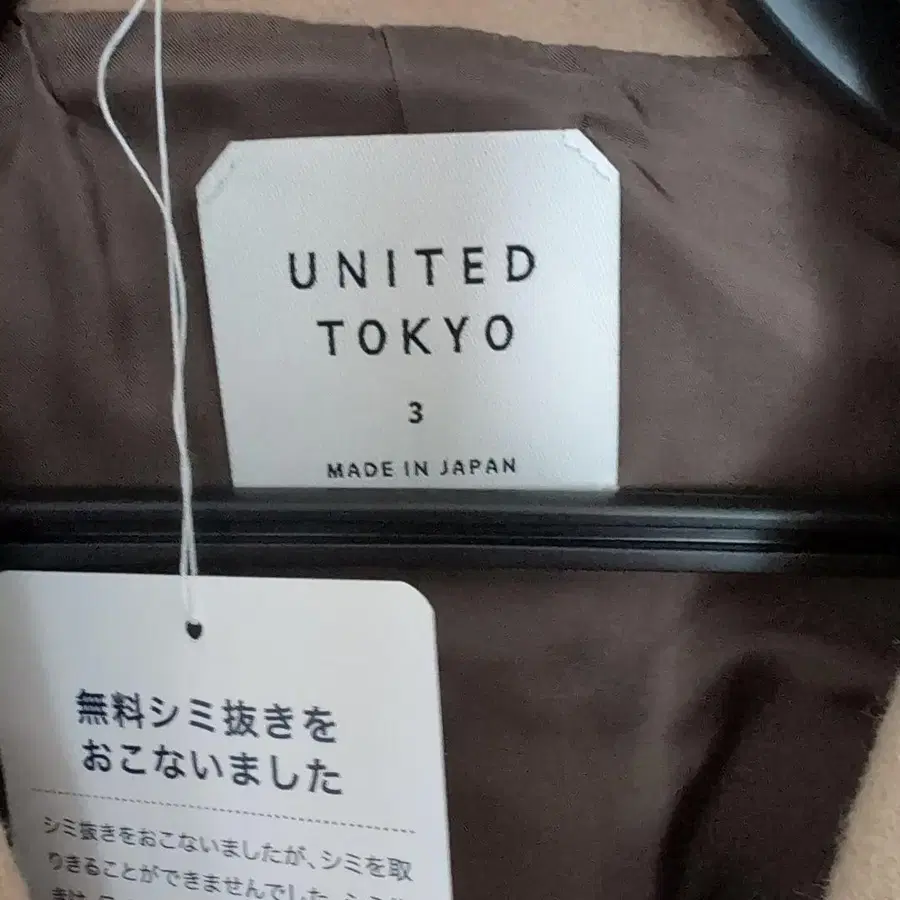 UNITED
TOKYO
3
MADE IN JAPAN
無料シミ抜きを
おこないました
シミ抜きをおこないましたが、シミを取
りきることができませんでした